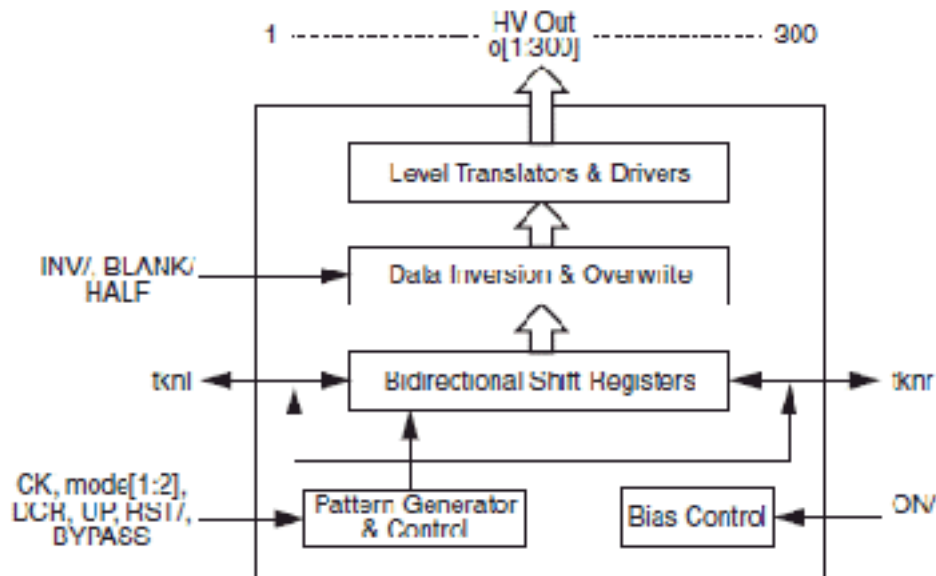 HV Out
1 300
o[1:300]
Level Translators & Drivers
INV/, BLANK/
HALF
Data Inversion & Overwrite
tknl
Bidirectional Shift Registers
tknr
CK, mode[1:2],
DCR, UP, RST/,
BYPASS
Pattern Generator
& Control
Bias Control
ON/